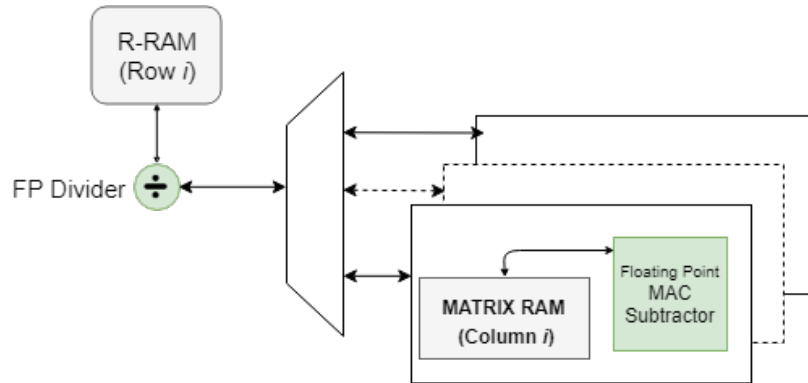 R-RAM
(Row i)
FP Divider
÷
MATRIX RAM
(Column i)
Floating Point
MAC
Subtractor